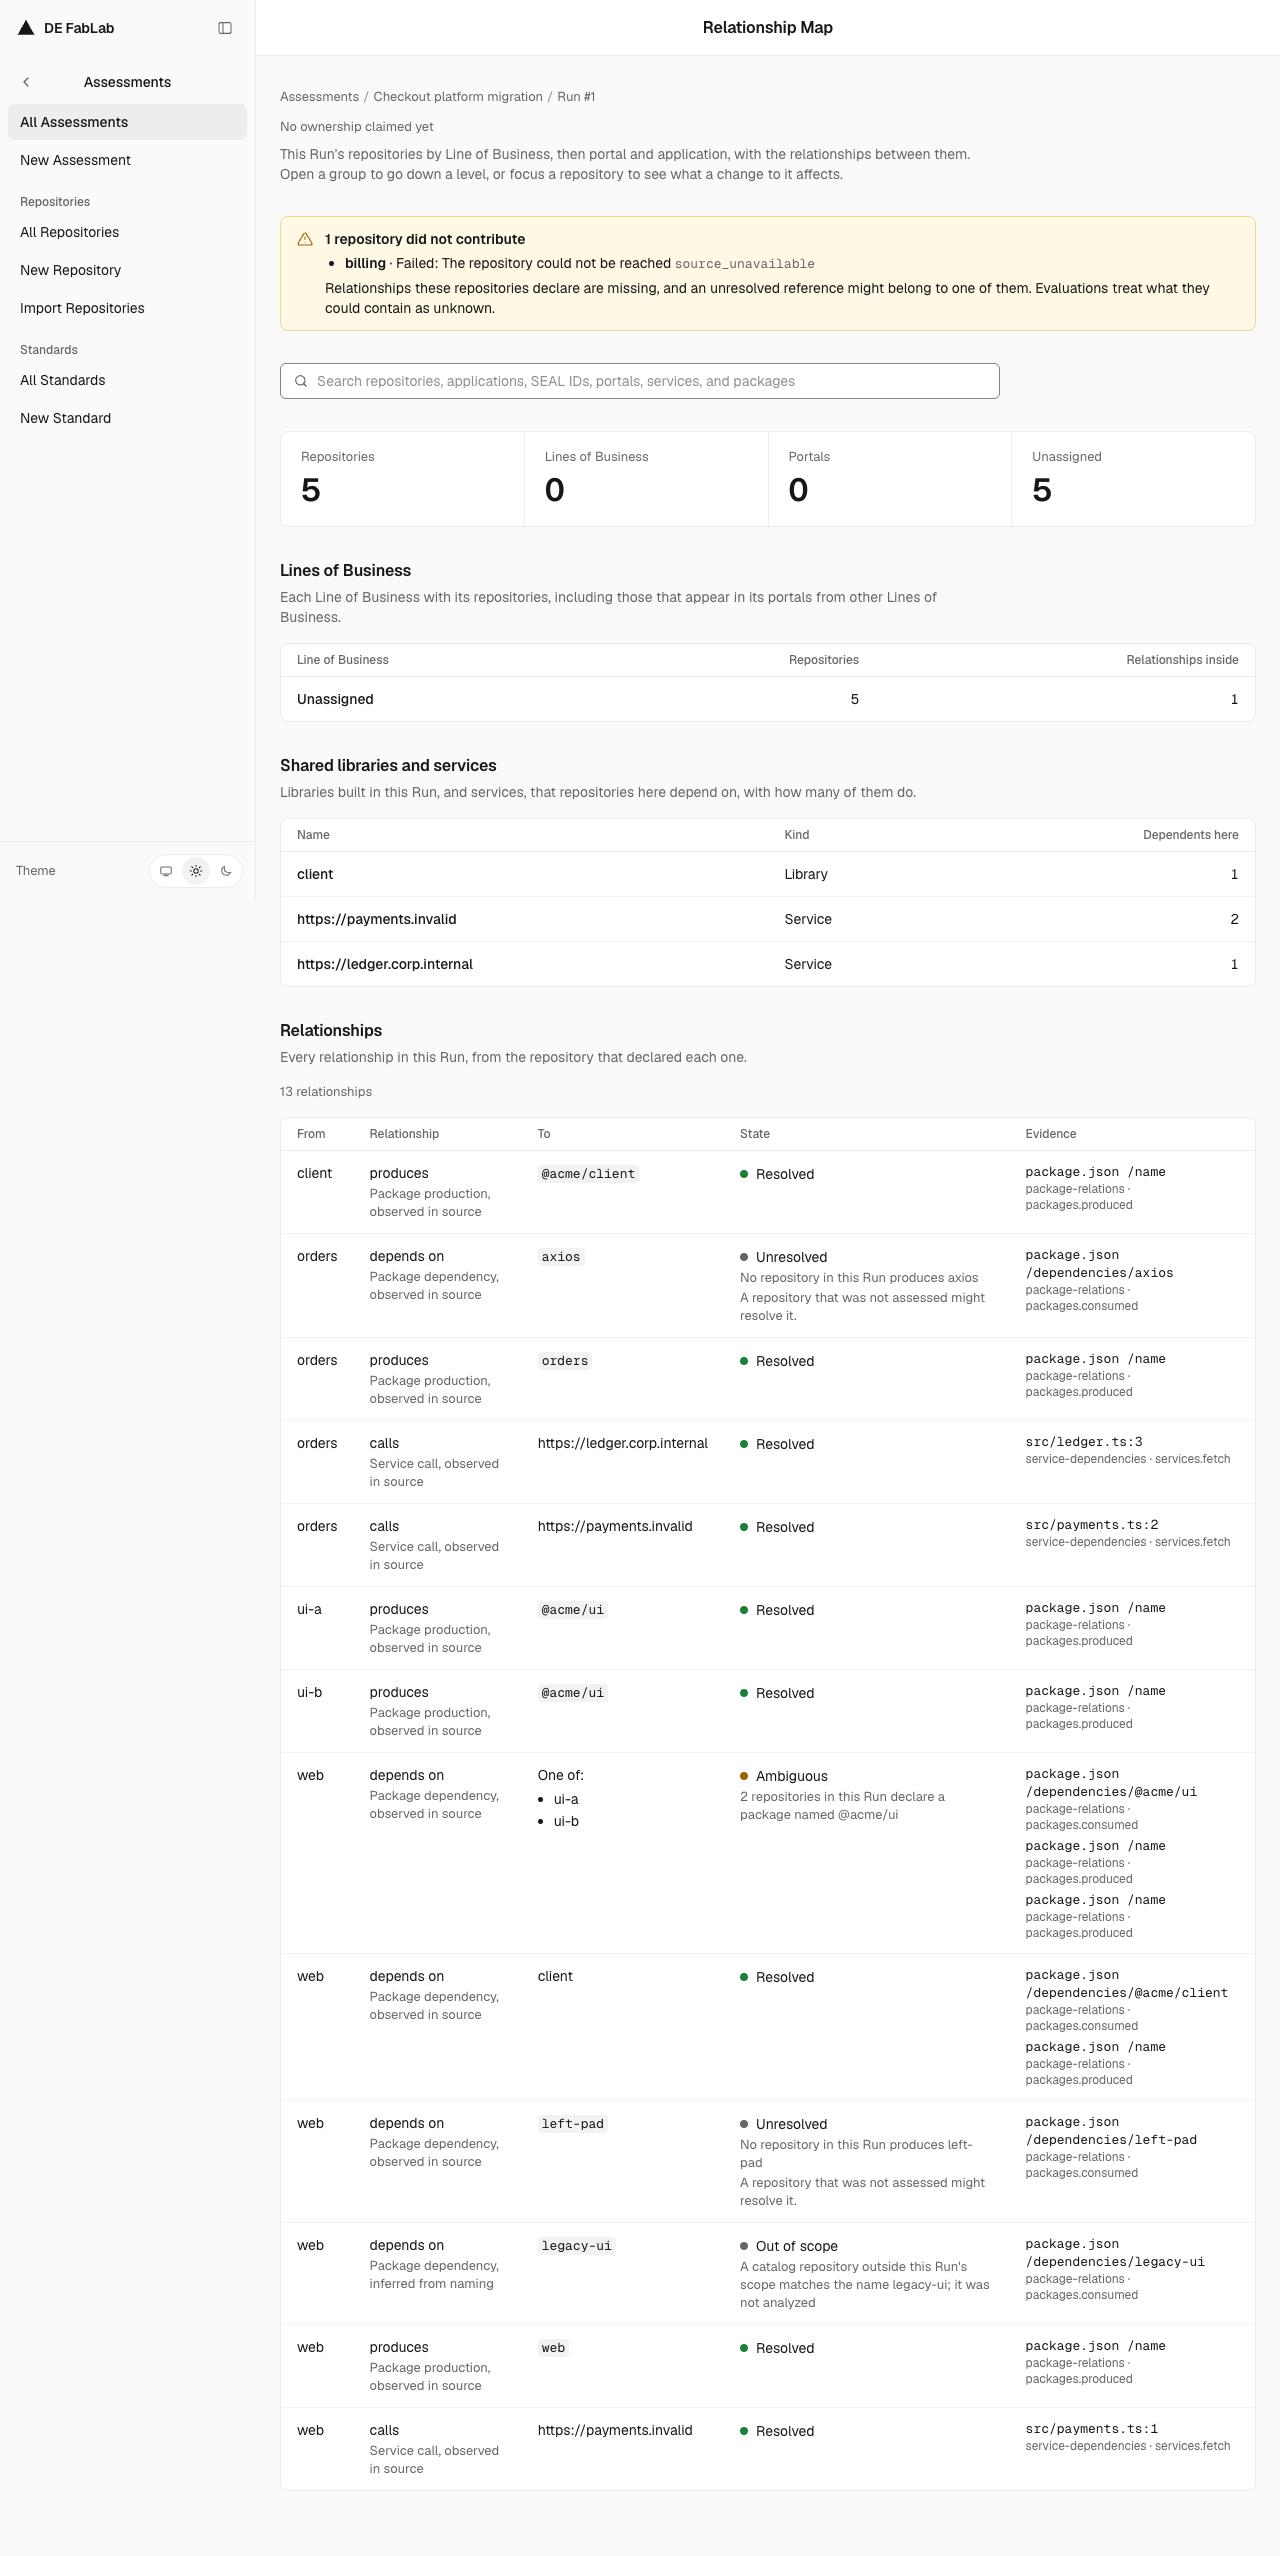 DE FabLab
Relationship Map
Assessments
All Assessments
New Assessment
Repositories
All Repositories
New Repository
Import Repositories
Standards
All Standards
New Standard
Theme
Assessments / Checkout platform migration / Run #1
No ownership claimed yet
This Run's repositories by Line of Business, then portal and application, with the relationships between them.
Open a group to go down a level, or focus a repository to see what a change to it affects.
1 repository did not contribute
• billing · Failed: The repository could not be reached source_unavailable
Relationships these repositories declare are missing, and an unresolved reference might belong to one of them. Evaluations treat what they
could contain as unknown.
Search repositories, applications, SEAL IDs, portals, services, and packages
Repositories Lines of Business Portals Unassigned
5 0 0 5
Lines of Business
Each Line of Business with its repositories, including those that appear in its portals from other Lines of
Business.
Line of Business Repositories Relationships inside
Unassigned 5 1
Shared libraries and services
Libraries built in this Run, and services, that repositories here depend on, with how many of them do.
Name Kind Dependents here
client Library 1
https://payments.invalid Service 2
https://ledger.corp.internal Service 1
Relationships
Every relationship in this Run, from the repository that declared each one.
13 relationships
From Relationship To State Evidence
client produces @acme/client Resolved package.json /name
Package production, package-relations ·
observed in source packages.produced
orders depends on axios Unresolved package.json
Package dependency, No repository in this Run produces axios /dependencies/axios
observed in source A repository that was not assessed might package-relations ·
resolve it. packages.consumed
orders produces orders Resolved package.json /name
Package production, package-relations ·
observed in source packages.produced
orders calls https://ledger.corp.internal Resolved src/ledger.ts:3
Service call, observed service-dependencies · services.fetch
in source
orders calls https://payments.invalid Resolved src/payments.ts:2
Service call, observed service-dependencies · services.fetch
in source
ui-a produces @acme/ui Resolved package.json /name
Package production, package-relations ·
observed in source packages.produced
ui-b produces @acme/ui Resolved package.json /name
Package production, package-relations ·
observed in source packages.produced
web depends on One of: Ambiguous package.json
Package dependency, • ui-a 2 repositories in this Run declare a /dependencies/@acme/ui
observed in source • ui-b package named @acme/ui package-relations ·
packages.consumed
package.json /name
package-relations ·
packages.produced
package.json /name
package-relations ·
packages.produced
web depends on client Resolved package.json
Package dependency, /dependencies/@acme/client
observed in source package-relations ·
packages.consumed
package.json /name
package-relations ·
packages.produced
web depends on left-pad Unresolved package.json
Package dependency, No repository in this Run produces left- /dependencies/left-pad
observed in source pad package-relations ·
A repository that was not assessed might packages.consumed
resolve it.
web depends on legacy-ui Out of scope package.json
Package dependency, A catalog repository outside this Run's /dependencies/legacy-ui
inferred from naming scope matches the name legacy-ui; it was package-relations ·
not analyzed packages.consumed
web produces web Resolved package.json /name
Package production, package-relations ·
observed in source packages.produced
web calls https://payments.invalid Resolved src/payments.ts:1
Service call, observed service-dependencies · services.fetch
in source